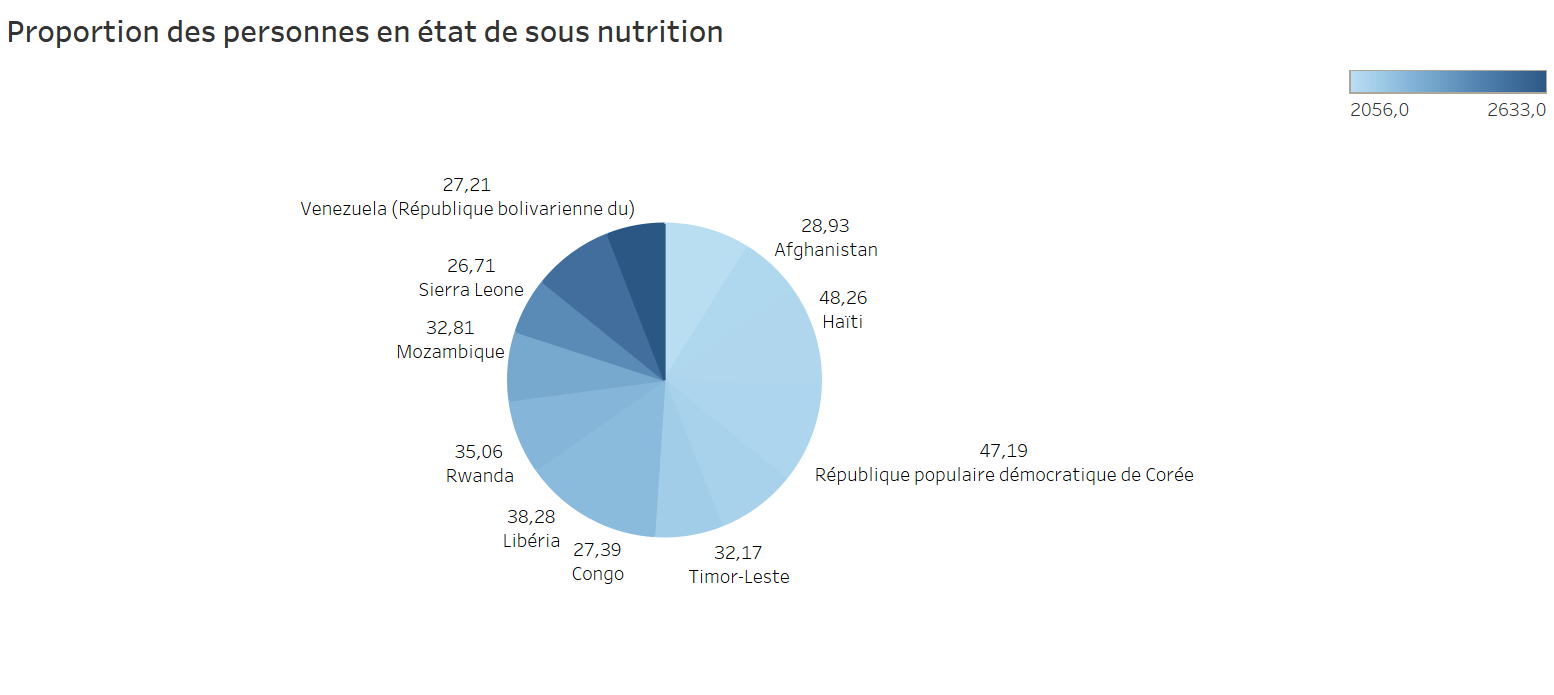 Proportion des personnes en état de sous nutrition
2056,0
2633,0
27,21
Venezuela (République bolivarienne du)
28,93
Afghanistan
26,71
Sierra Leone
48,26
Haïti
32,81
Mozambique
35,06
Rwanda
47,19
République populaire démocratique de Corée
38,28
Libéria
27,39
Congo
32,17
Timor-Leste